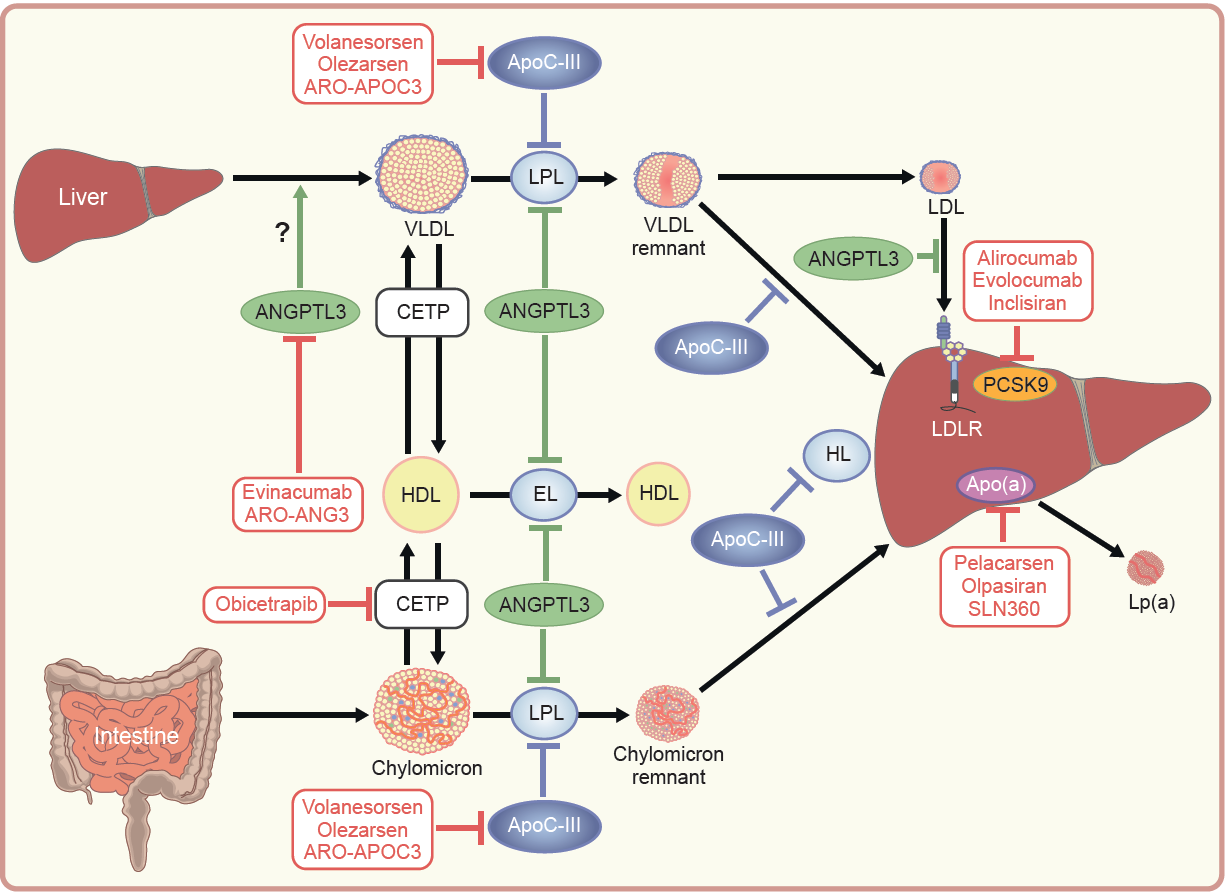 Volanesorsen
Olezarsen
ARO-APOC3
ApoC-III
Liver
VLDL
LPL
VLDL
remnant
LDL
?
ANGPTL3
CETP
ANGPTL3
ApoC-III
ANGPTL3
Alirocumab
Evolocumab
Inclisiran
PCSK9
LDLR
Evinacumab
ARO-ANG3
HDL
EL
HDL
HL
ApoC-III
Apo(a)
Pelacarsen
Olpasiran
SLN360
Lp(a)
Obicetrapib
CETP
ANGPTL3
Intestine
Chylomicron
LPL
Chylomicron
remnant
Volanesorsen
Olezarsen
ARO-APOC3
ApoC-III